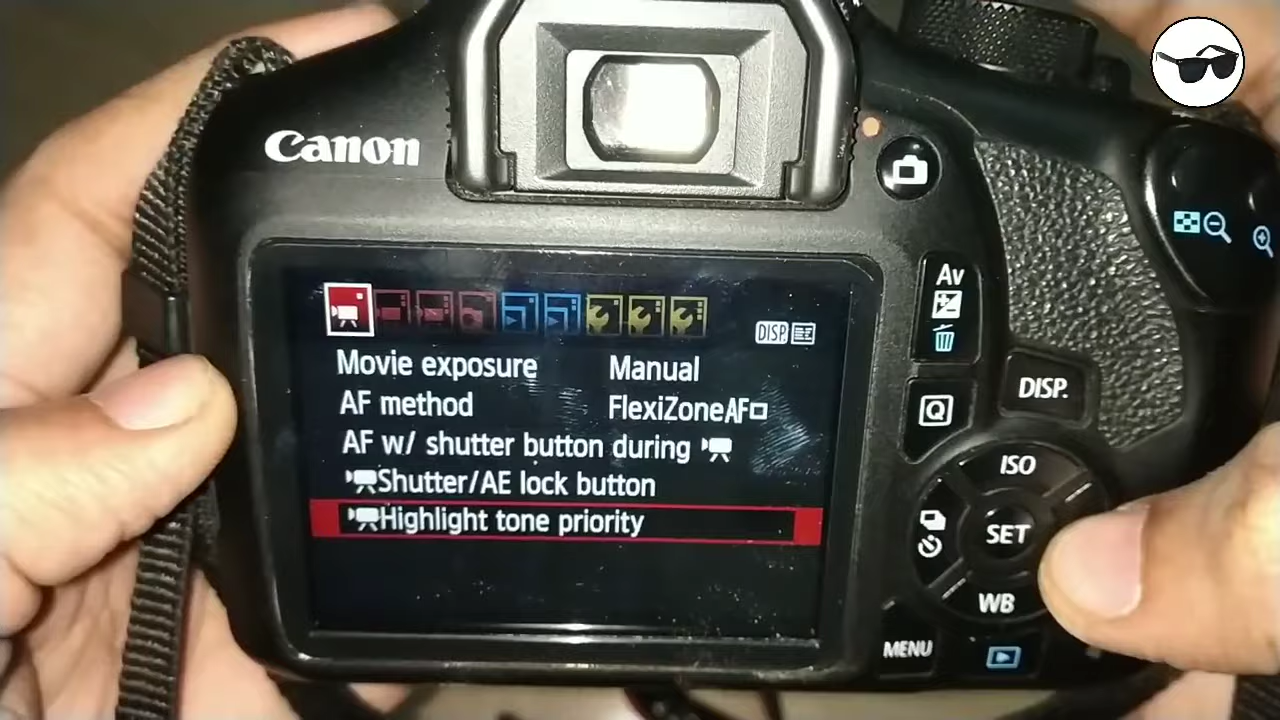 Canon
DISP
Movie exposure Manual
AF method FlexiZoneAF
AF w/ shutter button during
Shutter/AE lock button
Highlight tone priority
Av
Q
DISP.
ISO
SET
WB
MENU